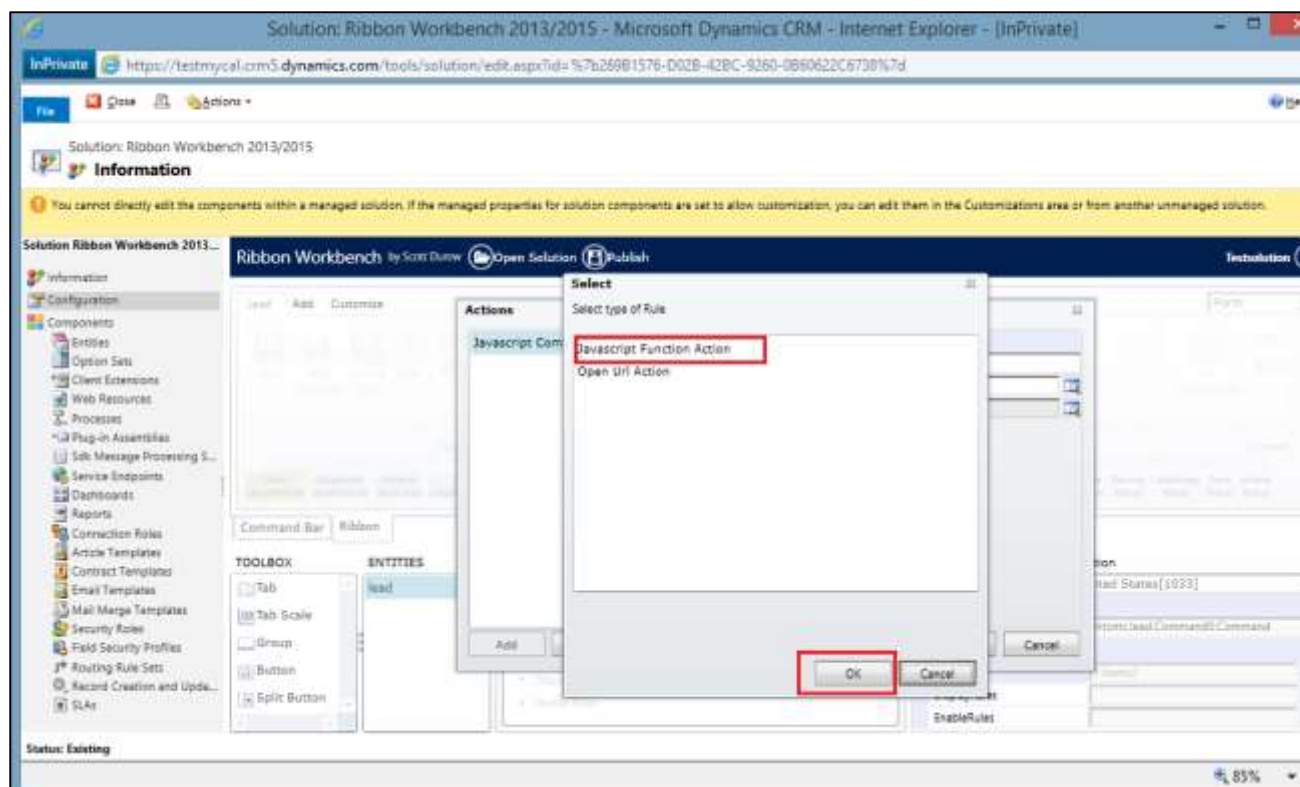 Solution: Ribbon Workbench 2013/2015 - Microsoft Dynamics CRM - Internet Explorer - [InPrivate]
InPrivate https://testmycal.crm5.dynamics.com/tools/solution/edit.aspx?id=
File Close Actions
Solution: Ribbon Workbench 2013/2015
Information
You cannot directly edit the components within a managed solution. If the managed properties for solution components are set to allow customization, you can edit them in the Customizations area or from another unmanaged solution.
Solution Ribbon Workbench 2013...
Information
Configuration
Components
Entities
Option Sets
Client Extensions
Web Resources
Processes
Plug-in Assemblies
Sdk Message Processing S...
Service Endpoints
Dashboards
Reports
Connection Roles
Article Templates
Contract Templates
Email Templates
Mail Merge Templates
Security Roles
Field Security Profiles
Routing Rule Sets
Record Creation and Upda...
SLAs
Ribbon Workbench by Scott Durow Open Solution Publish Testsolution
Lead Add Customize
Command Bar Ribbon
TOOLBOX
Tab
Tab Scale
Group
Button
Split Button
ENTITIES
lead
Actions
Javascript Com
Add
Cancel
Select
Select type of Rule
Javascript Function Action
Open Url Action
OK Cancel
EnableRules
Status: Existing
85%